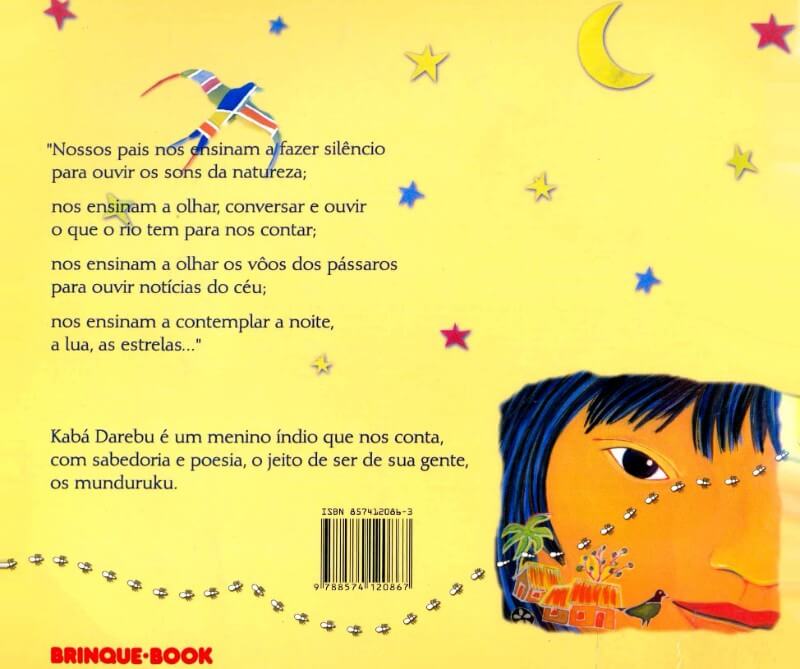 "Nossos pais nos ensinam a fazer silêncio
para ouvir os sons da natureza;
nos ensinam a olhar, conversar e ouvir
o que o rio tem para nos contar;
nos ensinam a olhar os vôos dos pássaros
para ouvir notícias do céu;
nos ensinam a contemplar a noite,
a lua, as estrelas..."
Kabá Darebu é um menino índio que nos conta,
com sabedoria e poesia, o jeito de ser de sua gente,
os munduruku.
ISBN 857412086-3
9 788574 120867
BRINQUE-BOOK